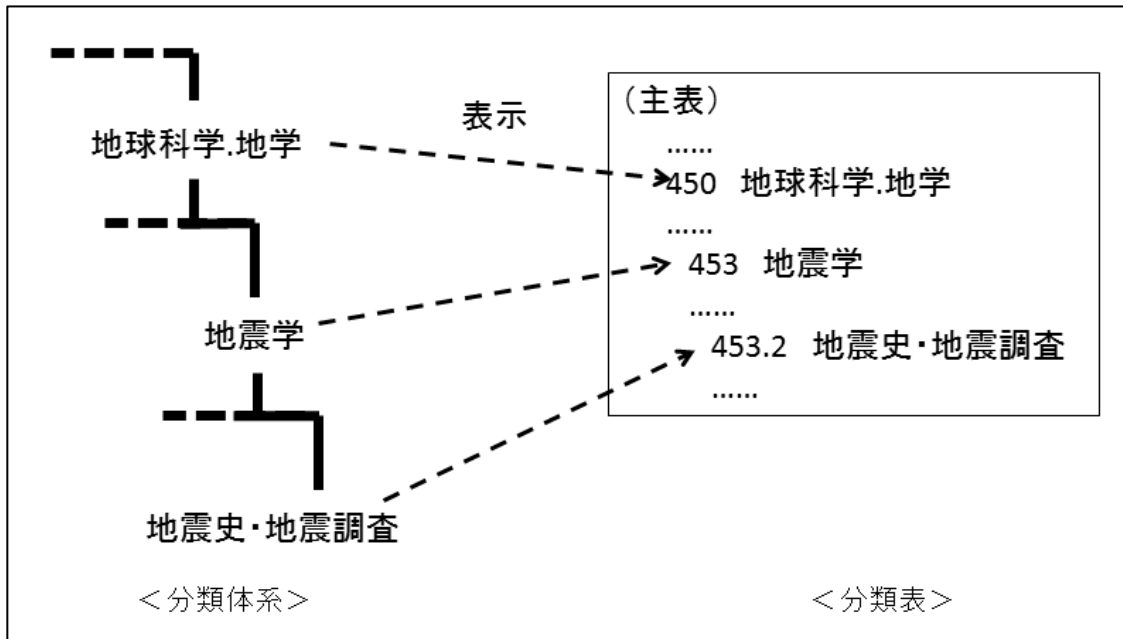 表示
地球科学.地学
地震学
地震史・地震調査
＜分類体系＞
（主表）
……
450 地球科学.地学
……
453 地震学
……
453.2 地震史・地震調査
……
＜分類表＞